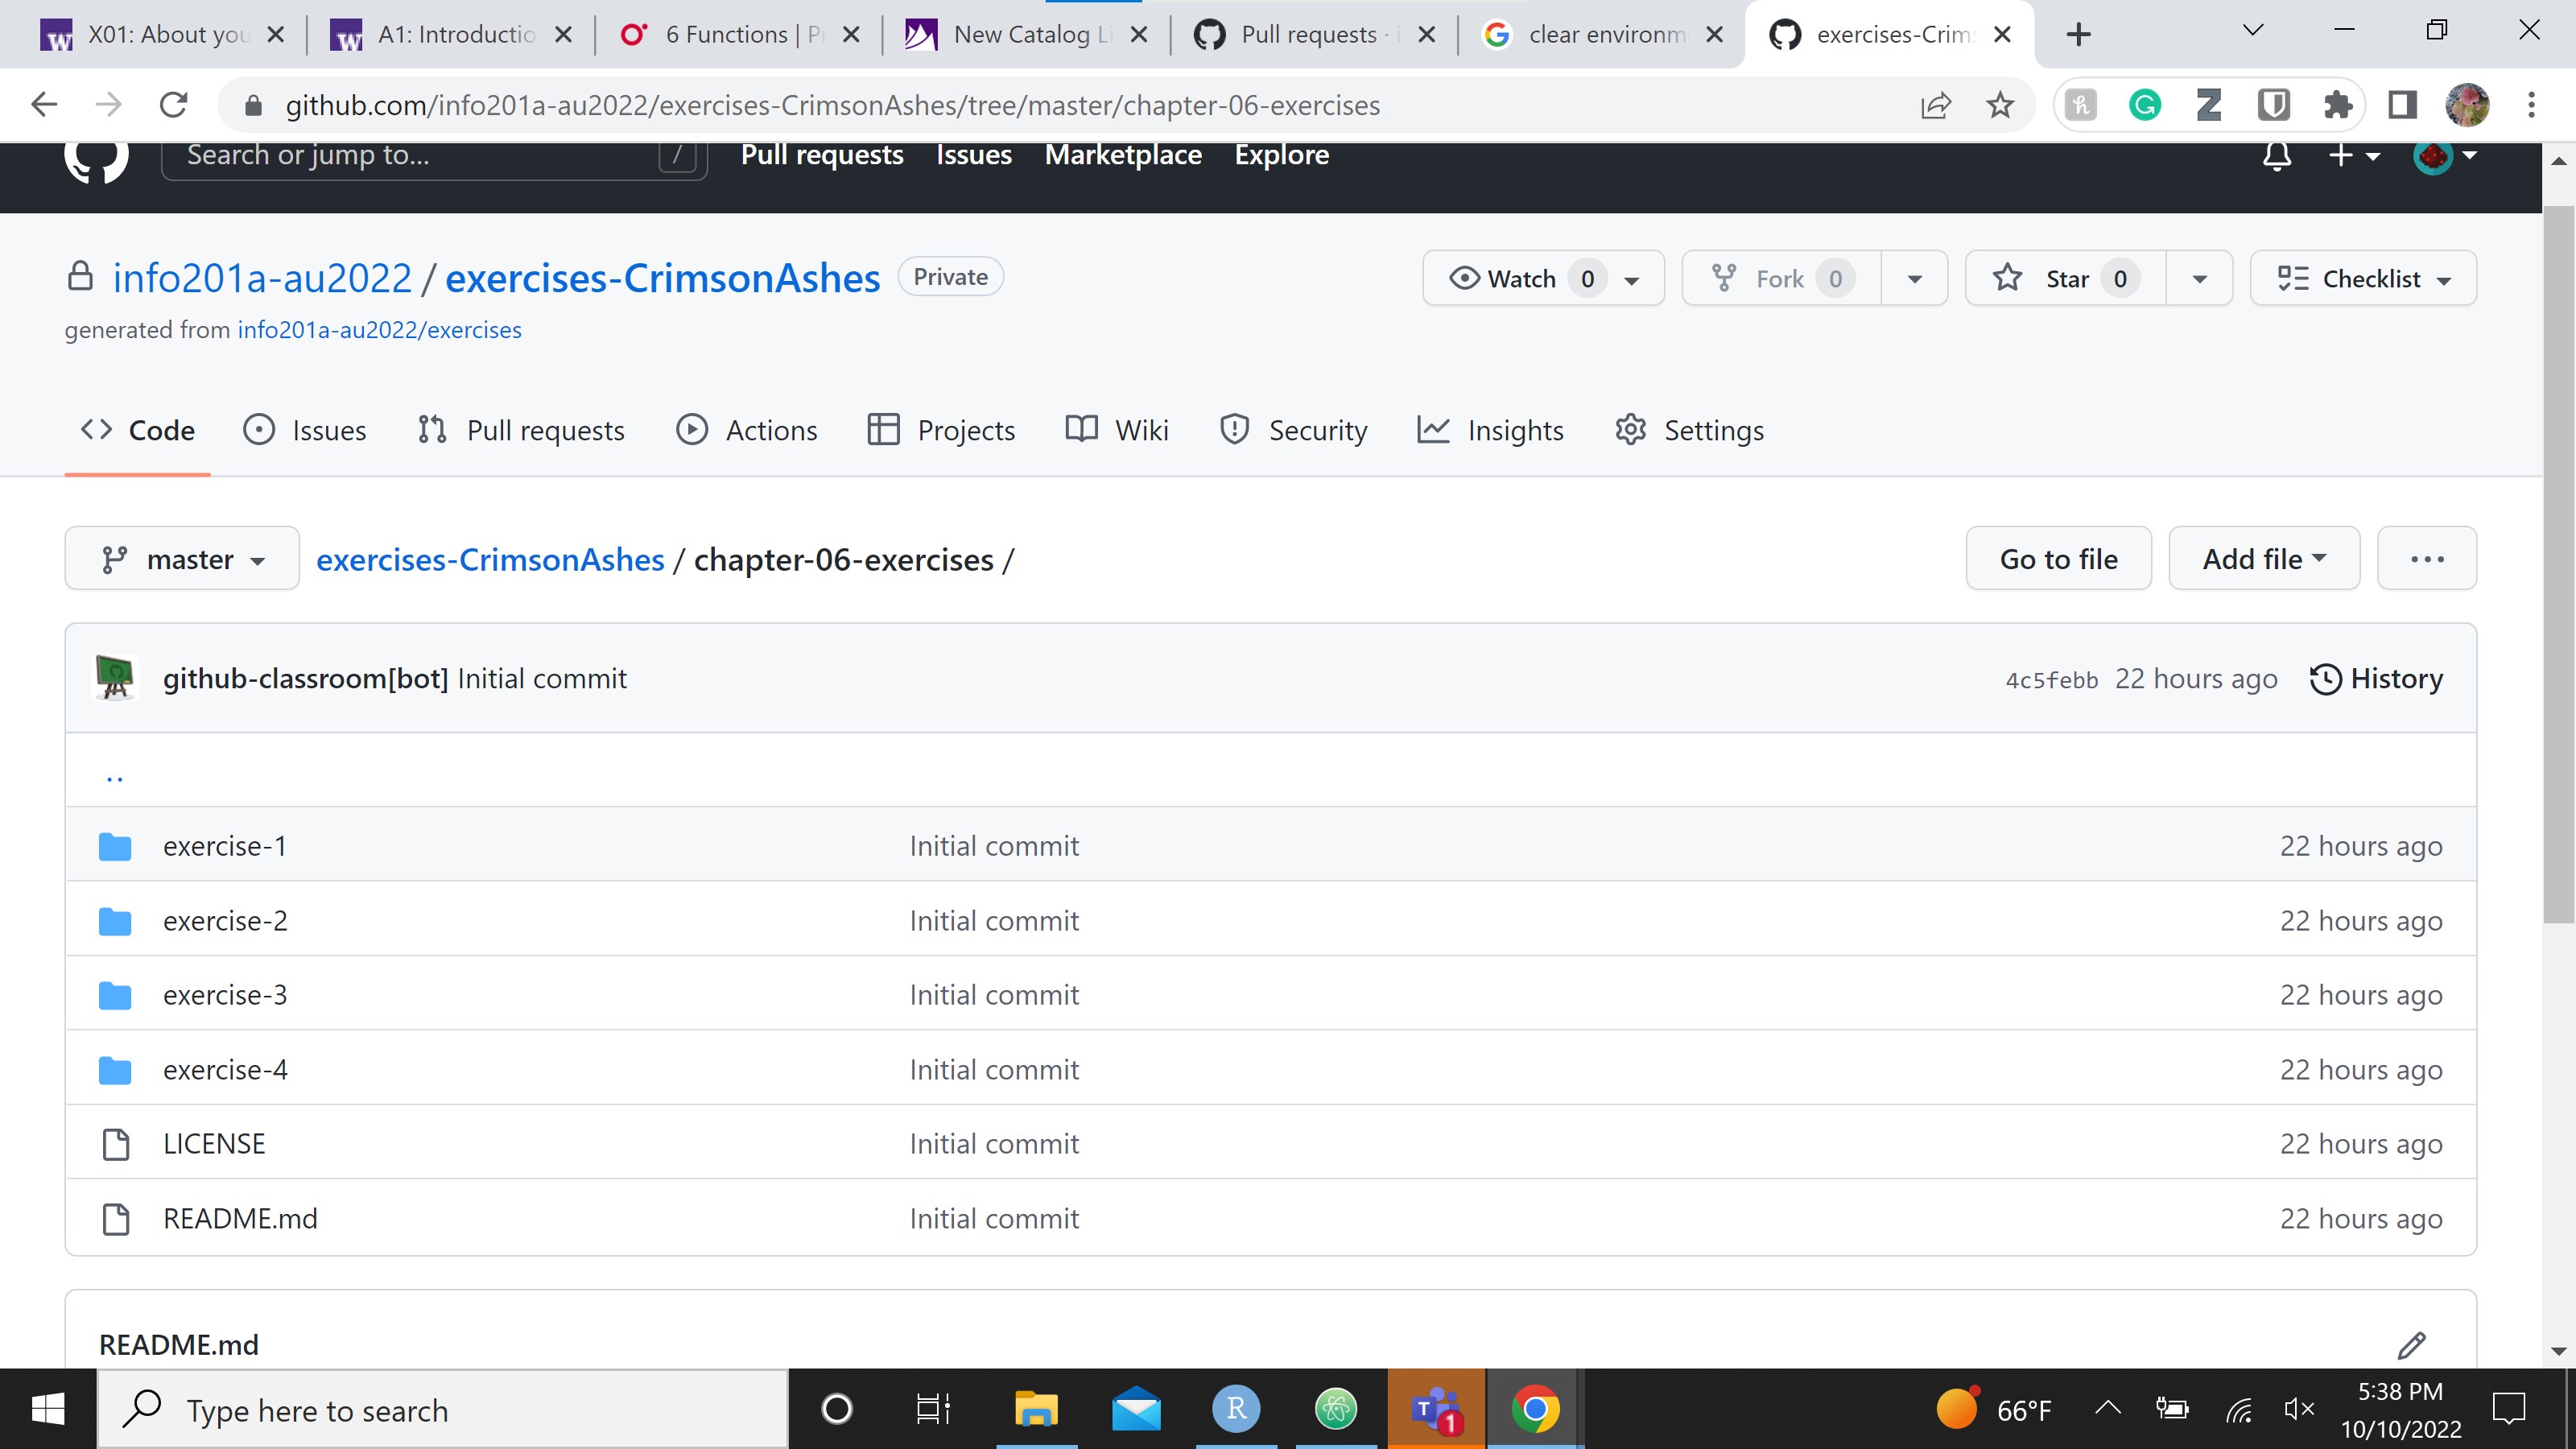 X01: About you
A1: Introductio
6 Functions | Pr
New Catalog Li
Pull requests · i
clear environm
exercises-Crims
github.com/info201a-au2022/exercises-CrimsonAshes/tree/master/chapter-06-exercises
Search or jump to...
/
Pull requests
Issues
Marketplace
Explore
info201a-au2022 / exercises-CrimsonAshes
Private
Watch 0
Fork 0
Star 0
Checklist
generated from info201a-au2022/exercises
Code
Issues
Pull requests
Actions
Projects
Wiki
Security
Insights
Settings
master
exercises-CrimsonAshes / chapter-06-exercises /
Go to file
Add file
...
github-classroom[bot] Initial commit
4c5febb 22 hours ago
History
..
exercise-1 Initial commit 22 hours ago
exercise-2 Initial commit 22 hours ago
exercise-3 Initial commit 22 hours ago
exercise-4 Initial commit 22 hours ago
LICENSE Initial commit 22 hours ago
README.md Initial commit 22 hours ago
README.md
Type here to search
R
T 1
66°F
5:38 PM
10/10/2022